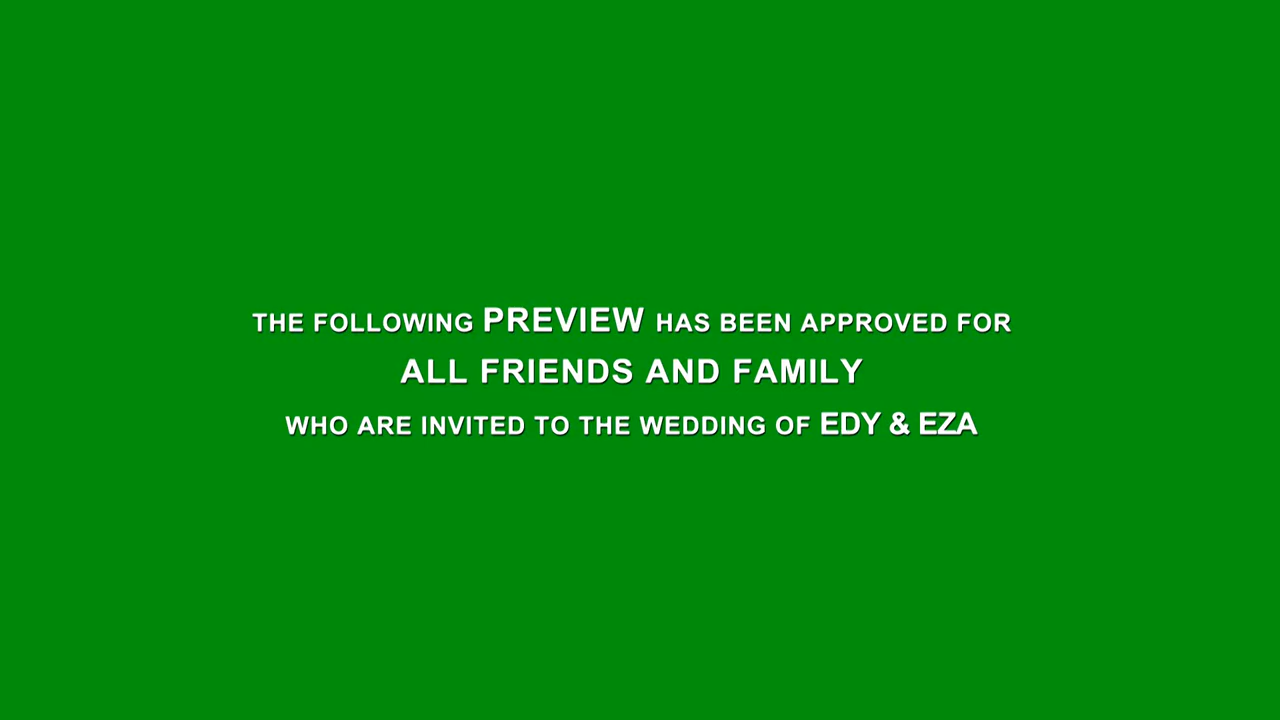 THE FOLLOWING PREVIEW HAS BEEN APPROVED FOR
ALL FRIENDS AND FAMILY
WHO ARE INVITED TO THE WEDDING OF EDY & EZA